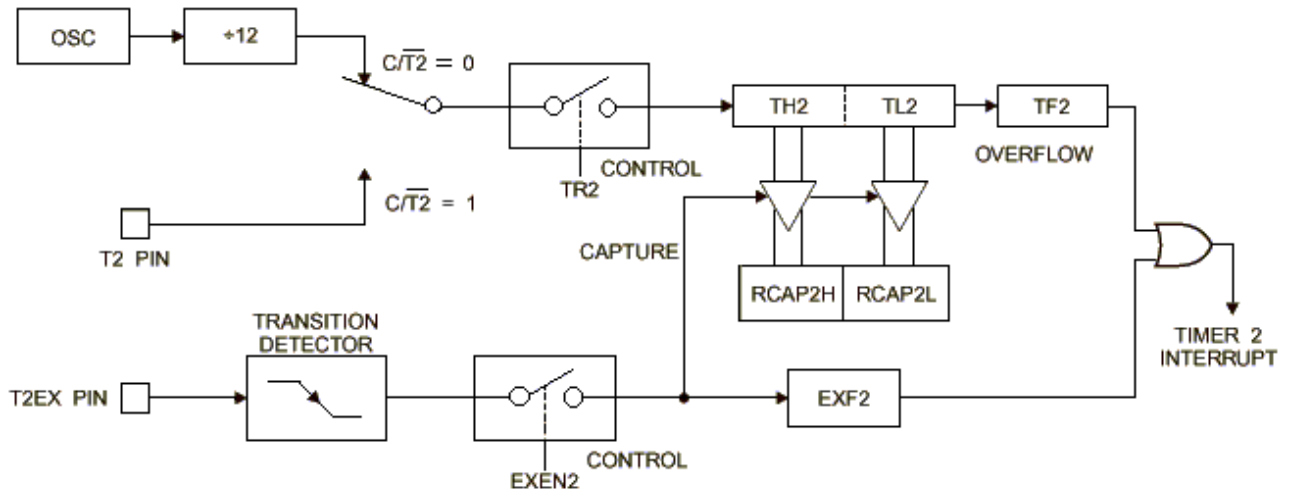 OSC
÷12
C/T2̅ = 0
TH2
TL2
TF2
OVERFLOW
CONTROL
TR2
C/T2̅ = 1
T2 PIN
CAPTURE
RCAP2H
RCAP2L
TRANSITION
DETECTOR
TIMER 2
INTERRUPT
T2EX PIN
EXF2
CONTROL
EXEN2